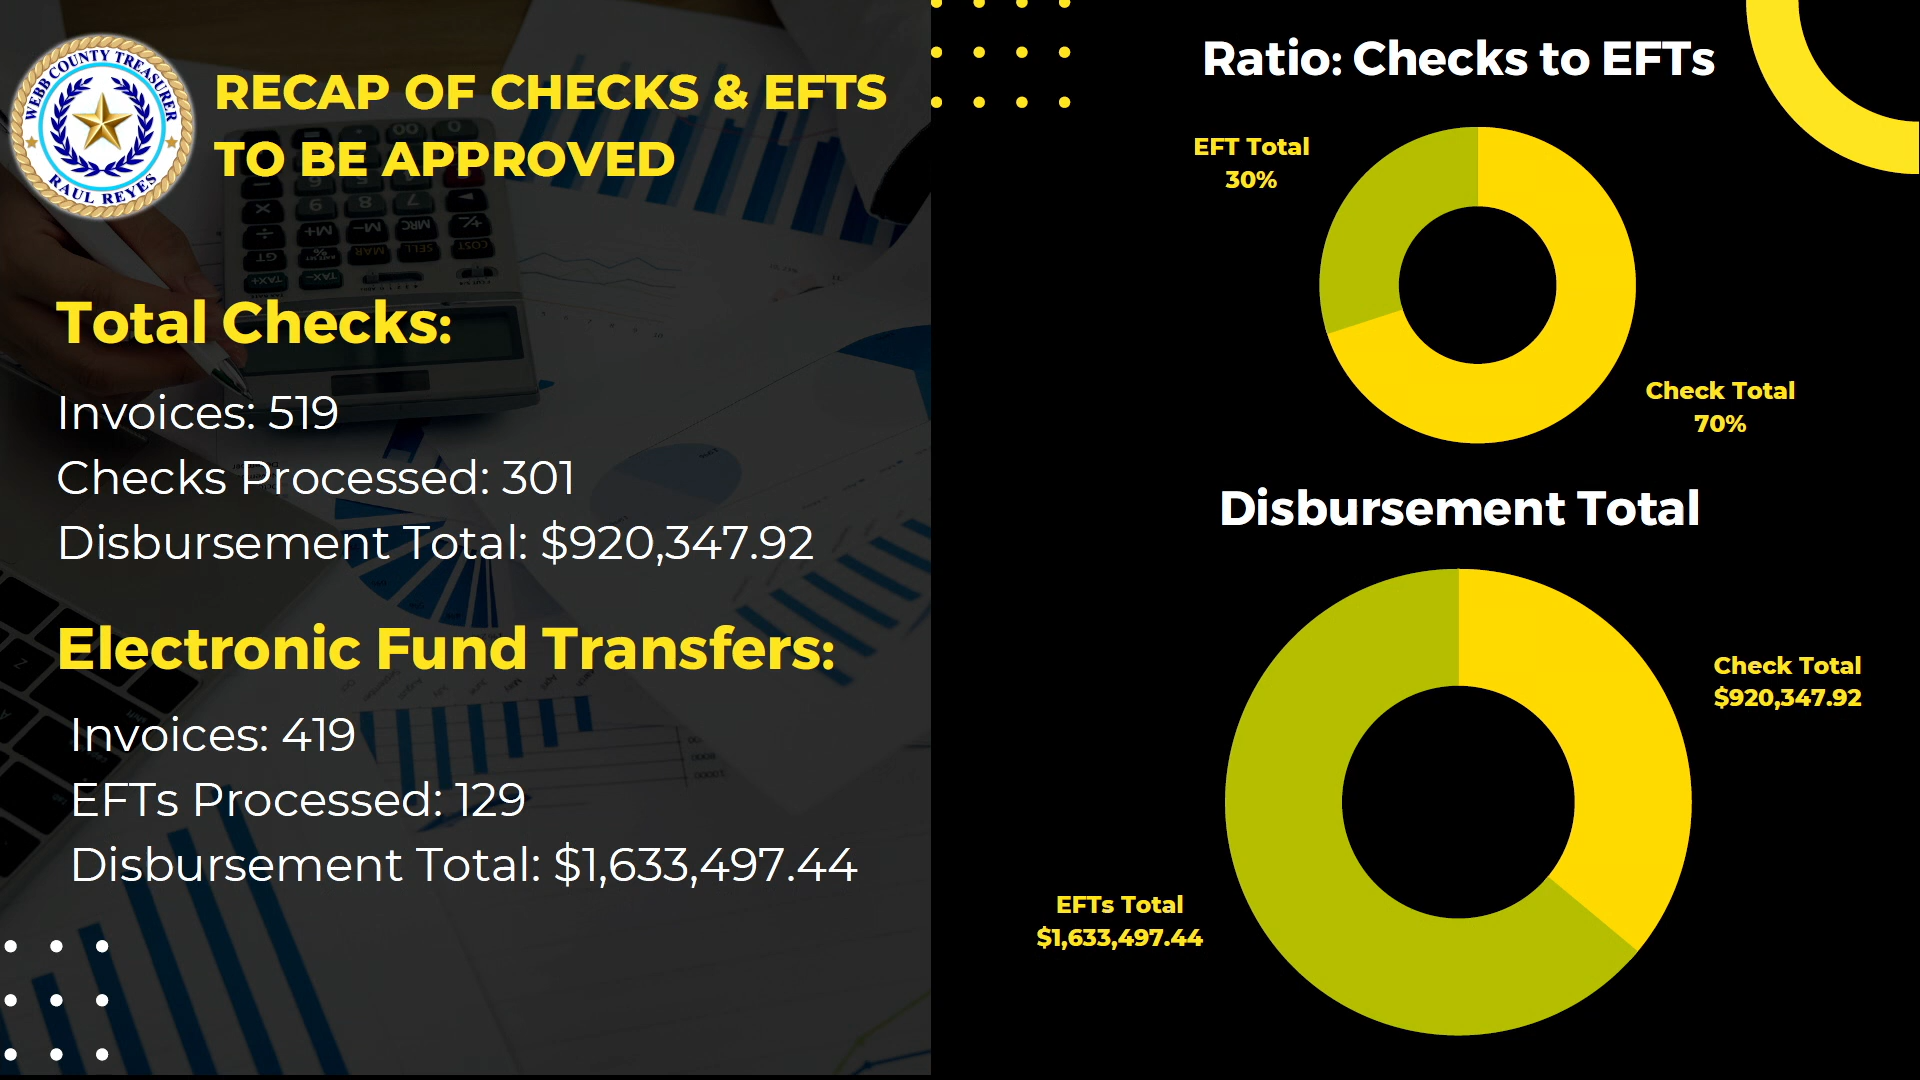 WEBB COUNTY TREASURER
RAUL REYES
RECAP OF CHECKS & EFTS
TO BE APPROVED
Total Checks:
Invoices: 519
Checks Processed: 301
Disbursement Total: $920,347.92
Electronic Fund Transfers:
Invoices: 419
EFTs Processed: 129
Disbursement Total: $1,633,497.44
Ratio: Checks to EFTs
EFT Total
30%
Check Total
70%
Disbursement Total
Check Total
$920,347.92
EFTs Total
$1,633,497.44